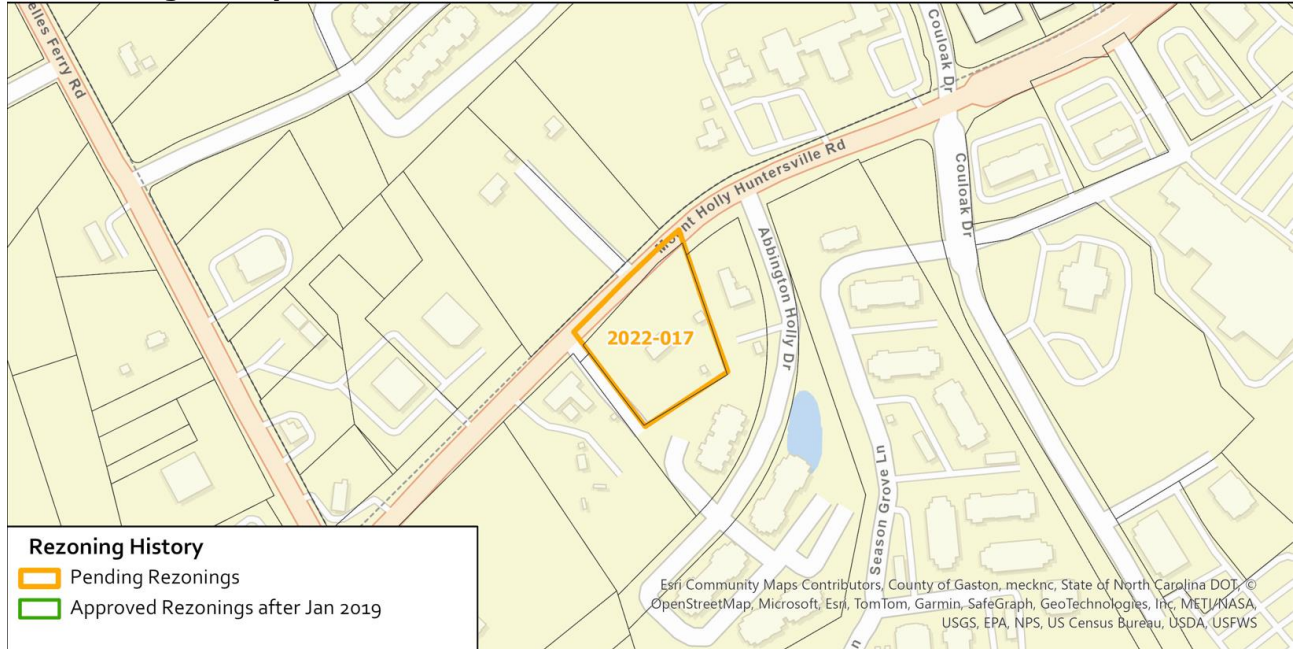 elles Ferry Rd
Couloak Dr
Mount Holly Huntersville Rd
Couloak Dr
Abbington Holly Dr
2022-017
Season Grove Ln
n
Rezoning History
Pending Rezonings
Approved Rezonings after Jan 2019
Esri Community Maps Contributors, County of Gaston, mecknc, State of North Carolina DOT, ©
OpenStreetMap, Microsoft, Esri, TomTom, Garmin, SafeGraph, GeoTechnologies, Inc, METI/NASA,
USGS, EPA, NPS, US Census Bureau, USDA, USFWS